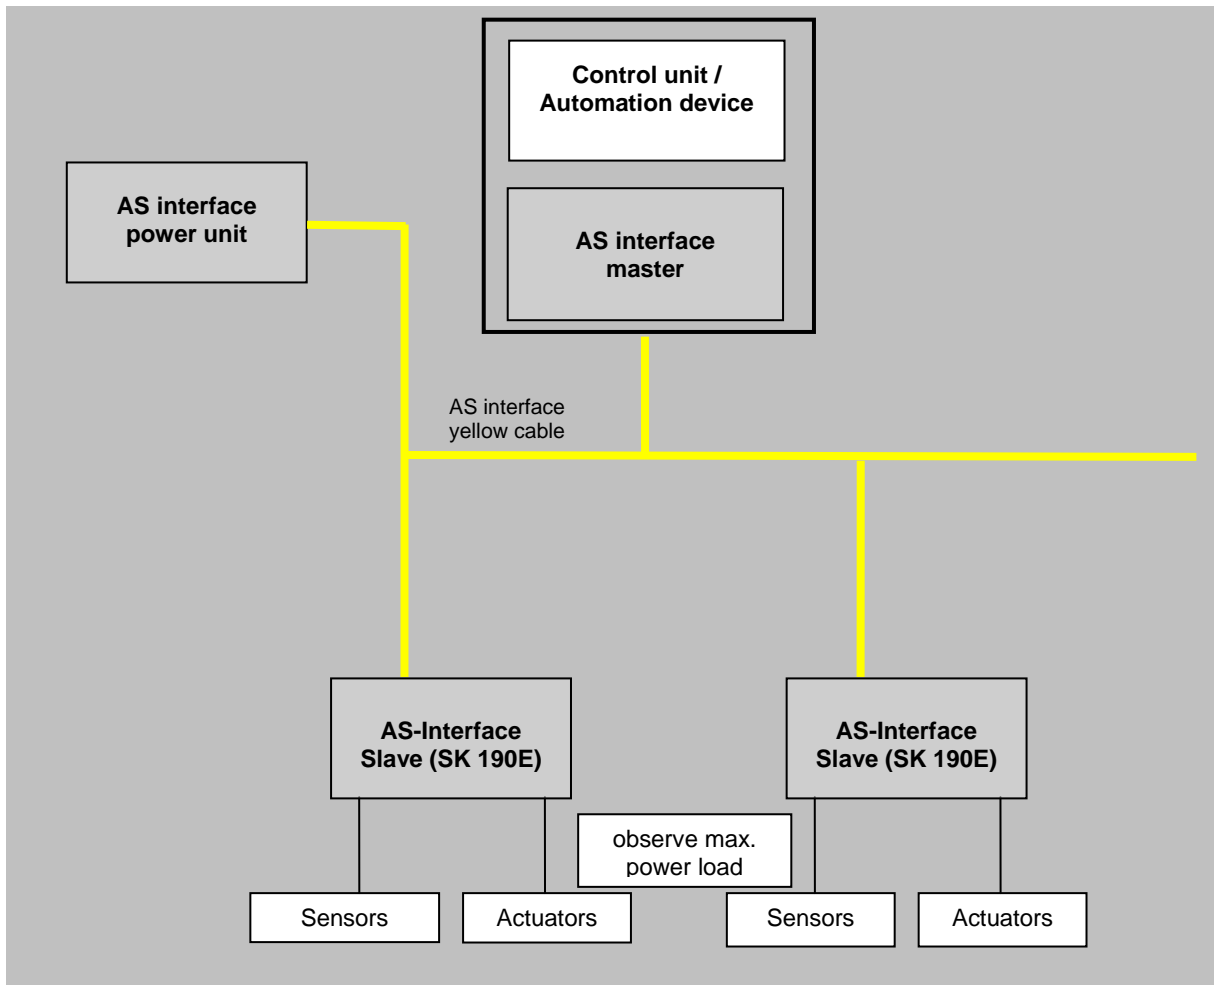 Control unit /
Automation device
AS interface
power unit
AS interface
master
AS interface
yellow cable
AS-Interface
Slave (SK 190E)
AS-Interface
Slave (SK 190E)
observe max.
power load
Sensors
Actuators
Sensors
Actuators